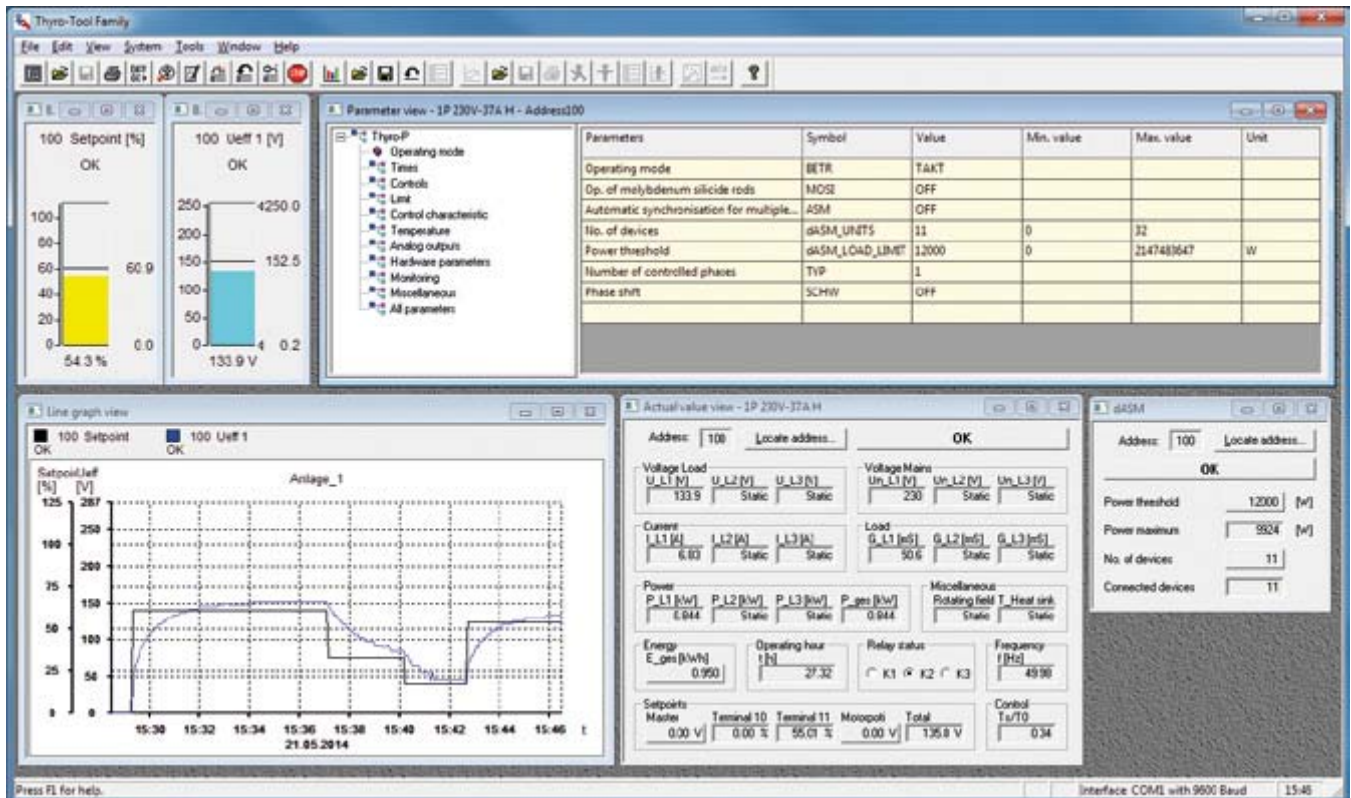 Thyro-Tool Family
File Edit View System Tools Window Help
100 Setpoint [%]
OK
100
80
60
40
20
0
60.9
0.0
54.3 %
100 Ueff 1 [V]
OK
250
200
150
100
50
0
4250.0
152.5
4 0.2
133.9 V
Parameter view - 1P 230V-37A H - Address100
Thyro-P
Operating mode
Times
Controls
Limit
Control characteristic
Temperature
Analog outputs
Hardware parameters
Monitoring
Miscellaneous
All parameters
Parameters Symbol Value Min. value Max. value Unit
Operating mode BETR TAKT
Op. of molybdenum silicide rods MOSI OFF
Automatic synchronisation for multiple... ASM OFF
No. of devices dASM_UNITS 11 0 32
Power threshold dASM_LOAD_LIMIT 12000 0 2147483647 W
Number of controlled phases TYP 1
Phase shift SCHW OFF
Line graph view
100 Setpoint 100 Ueff 1
OK OK
Anlage_1
[%] [V]
125 287
250
100
200
75 150
50 100
25 50
0 0
15:30 15:32 15:34 15:36 15:38 15:40 15:42 15:44 15:46 t
21.05.2014
Actual value view - 1P 230V-37A H
Address: 100 Locate address... OK
Voltage Load Voltage Mains
U_L1 [V] U_L2 [V] U_L3 [V] Un_L1 [V] Un_L2 [V] Un_L3 [V]
133.9 Static Static 230 Static Static
Current Load
I_L1 [A] I_L2 [A] I_L3 [A] G_L1 [mS] G_L2 [mS] G_L3 [mS]
6.83 Static Static 50.6 Static Static
Power Miscellaneous
P_L1 [kW] P_L2 [kW] P_L3 [kW] P_ges [kW] Rotating field T_Heat sink
Static Static 0.944 Static Static
Energy Operating hour Relay status Frequency
E_ges [kWh] t [h] f [Hz]
0.950 27.32 K1 K2 K3 49.98
Setpoints Control
Master Terminal 10 Terminal 11 Motopoti Total Ts/T0
0.00 V 0.00 % 55.01 % 0.00 V 135.8 V 0.34
dASM
Address: 100 Locate address...
OK
Power threshold 12000 [W]
Power maximum 9924 [W]
No. of devices 11
Connected devices 11
Press F1 for help.
Interface: COM1 with 9600 Baud 15:46